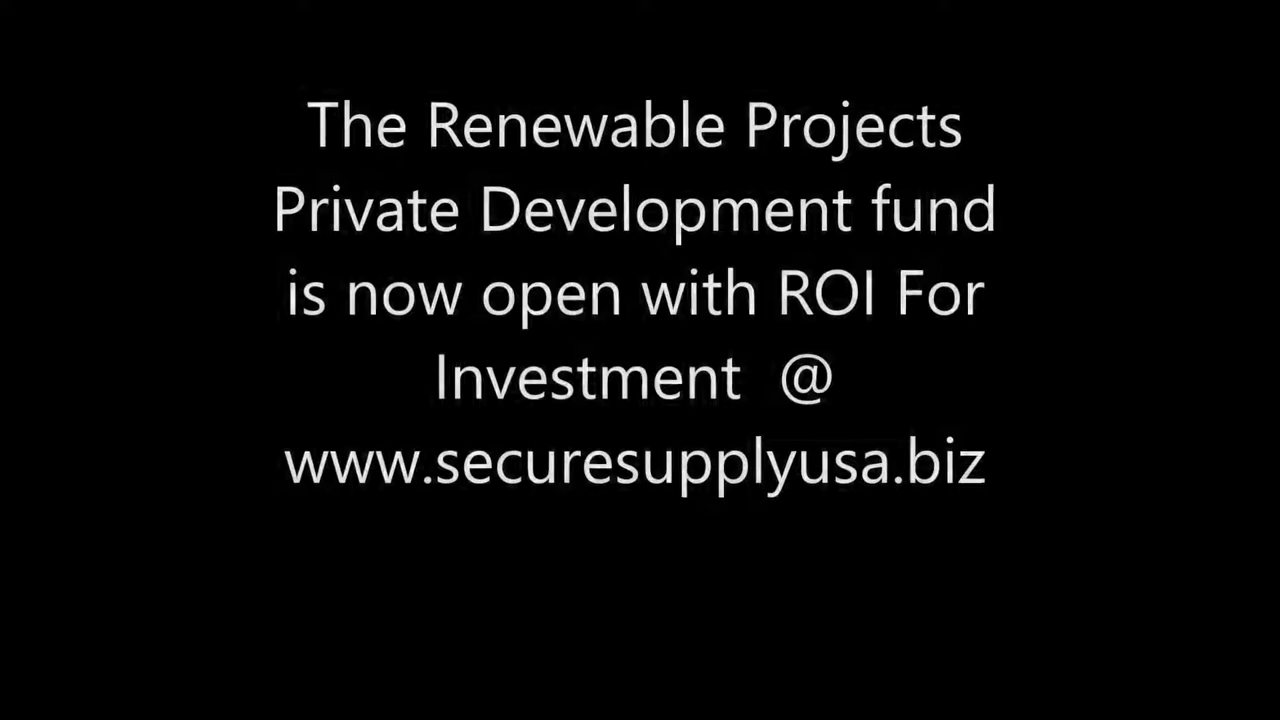 The Renewable Projects
Private Development fund
is now open with ROI For
Investment @
www.securesupplyusa.biz